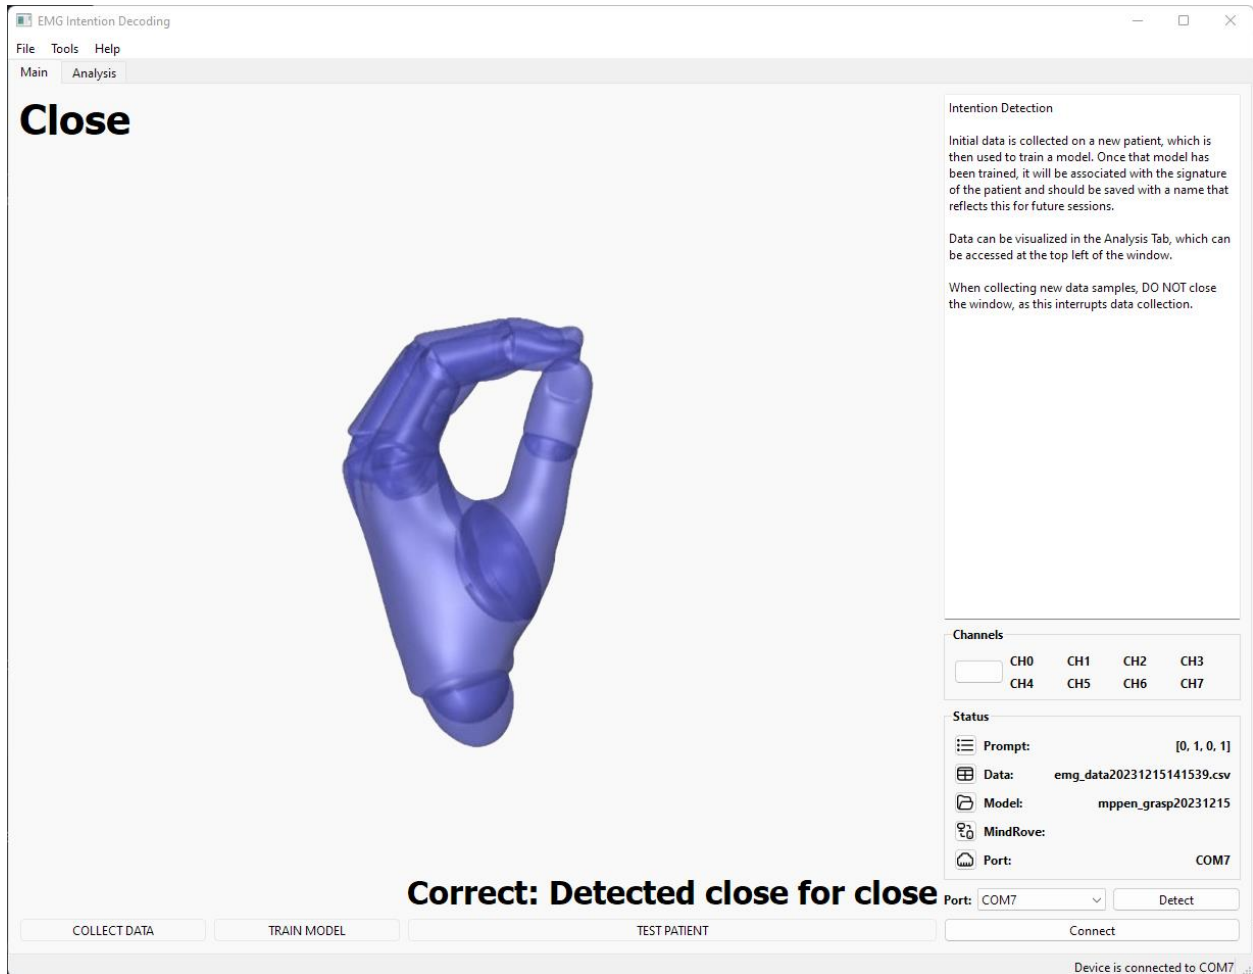 EMG Intention Decoding
File Tools Help
Main Analysis
Close
Intention Detection
Initial data is collected on a new patient, which is
then used to train a model. Once that model has
been trained, it will be associated with the signature
of the patient and should be saved with a name that
reflects this for future sessions.
Data can be visualized in the Analysis Tab, which can
be accessed at the top left of the window.
When collecting new data samples, DO NOT close
the window, as this interrupts data collection.
Channels
CH0 CH1 CH2 CH3
CH4 CH5 CH6 CH7
Status
Prompt: [0, 1, 0, 1]
Data: emg_data20231215141539.csv
Model: mppen_grasp20231215
MindRove:
Port: COM7
Correct: Detected close for close
Port: COM7 Detect
COLLECT DATA TRAIN MODEL TEST PATIENT Connect
Device is connected to COM7